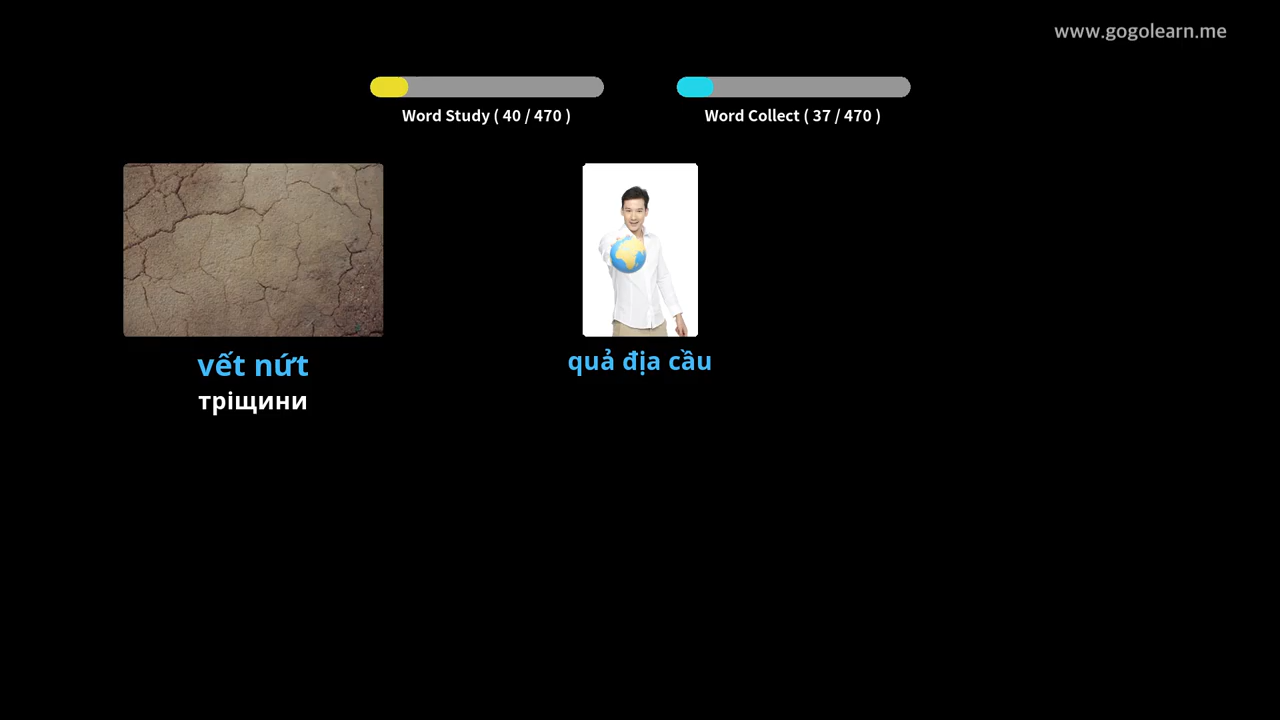 www.gogolearn.me
Word Study ( 40 / 470 )
Word Collect ( 37 / 470 )
vết nứt
тріщини
quả địa cầu